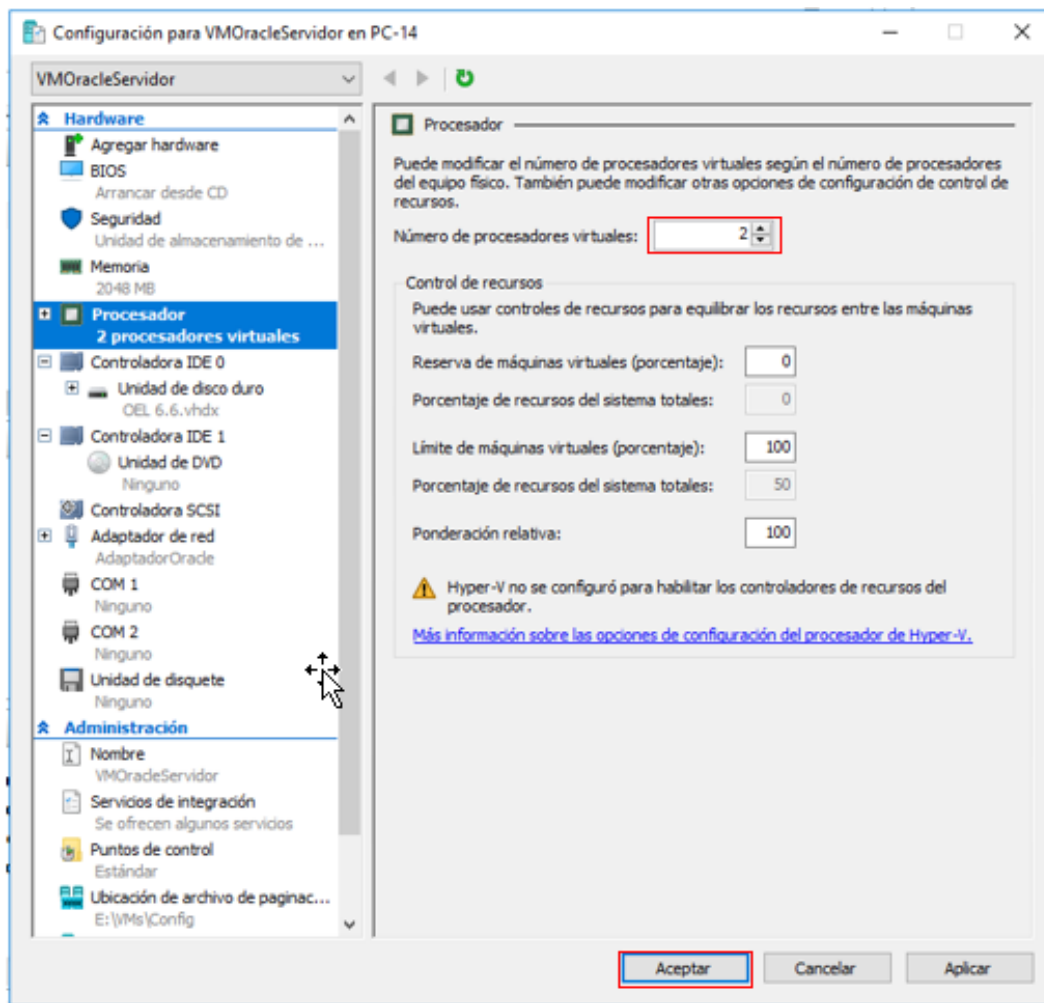 Configuración para VMOracleServidor en PC-14
VMOracleServidor
Hardware
Agregar hardware
BIOS
Arrancar desde CD
Seguridad
Unidad de almacenamiento de ...
Memoria
2048 MB
Procesador
2 procesadores virtuales
Controladora IDE 0
Unidad de disco duro
OEL 6.6.vhdx
Controladora IDE 1
Unidad de DVD
Ninguno
Controladora SCSI
Adaptador de red
AdaptadorOracle
COM 1
Ninguno
COM 2
Ninguno
Unidad de disquete
Ninguno
Administración
Nombre
VMOracleServidor
Servicios de integración
Se ofrecen algunos servicios
Puntos de control
Estándar
Ubicación de archivo de paginac...
E:\VMs\Config
Procesador
Puede modificar el número de procesadores virtuales según el número de procesadores
del equipo físico. También puede modificar otras opciones de configuración de control de
recursos.
Número de procesadores virtuales: 2
Control de recursos
Puede usar controles de recursos para equilibrar los recursos entre las máquinas
virtuales.
Reserva de máquinas virtuales (porcentaje): 0
Porcentaje de recursos del sistema totales: 0
Límite de máquinas virtuales (porcentaje): 100
Porcentaje de recursos del sistema totales: 50
Ponderación relativa: 100
Hyper-V no se configuró para habilitar los controladores de recursos del
procesador.
Más información sobre las opciones de configuración del procesador de Hyper-V.
Aceptar Cancelar Aplicar